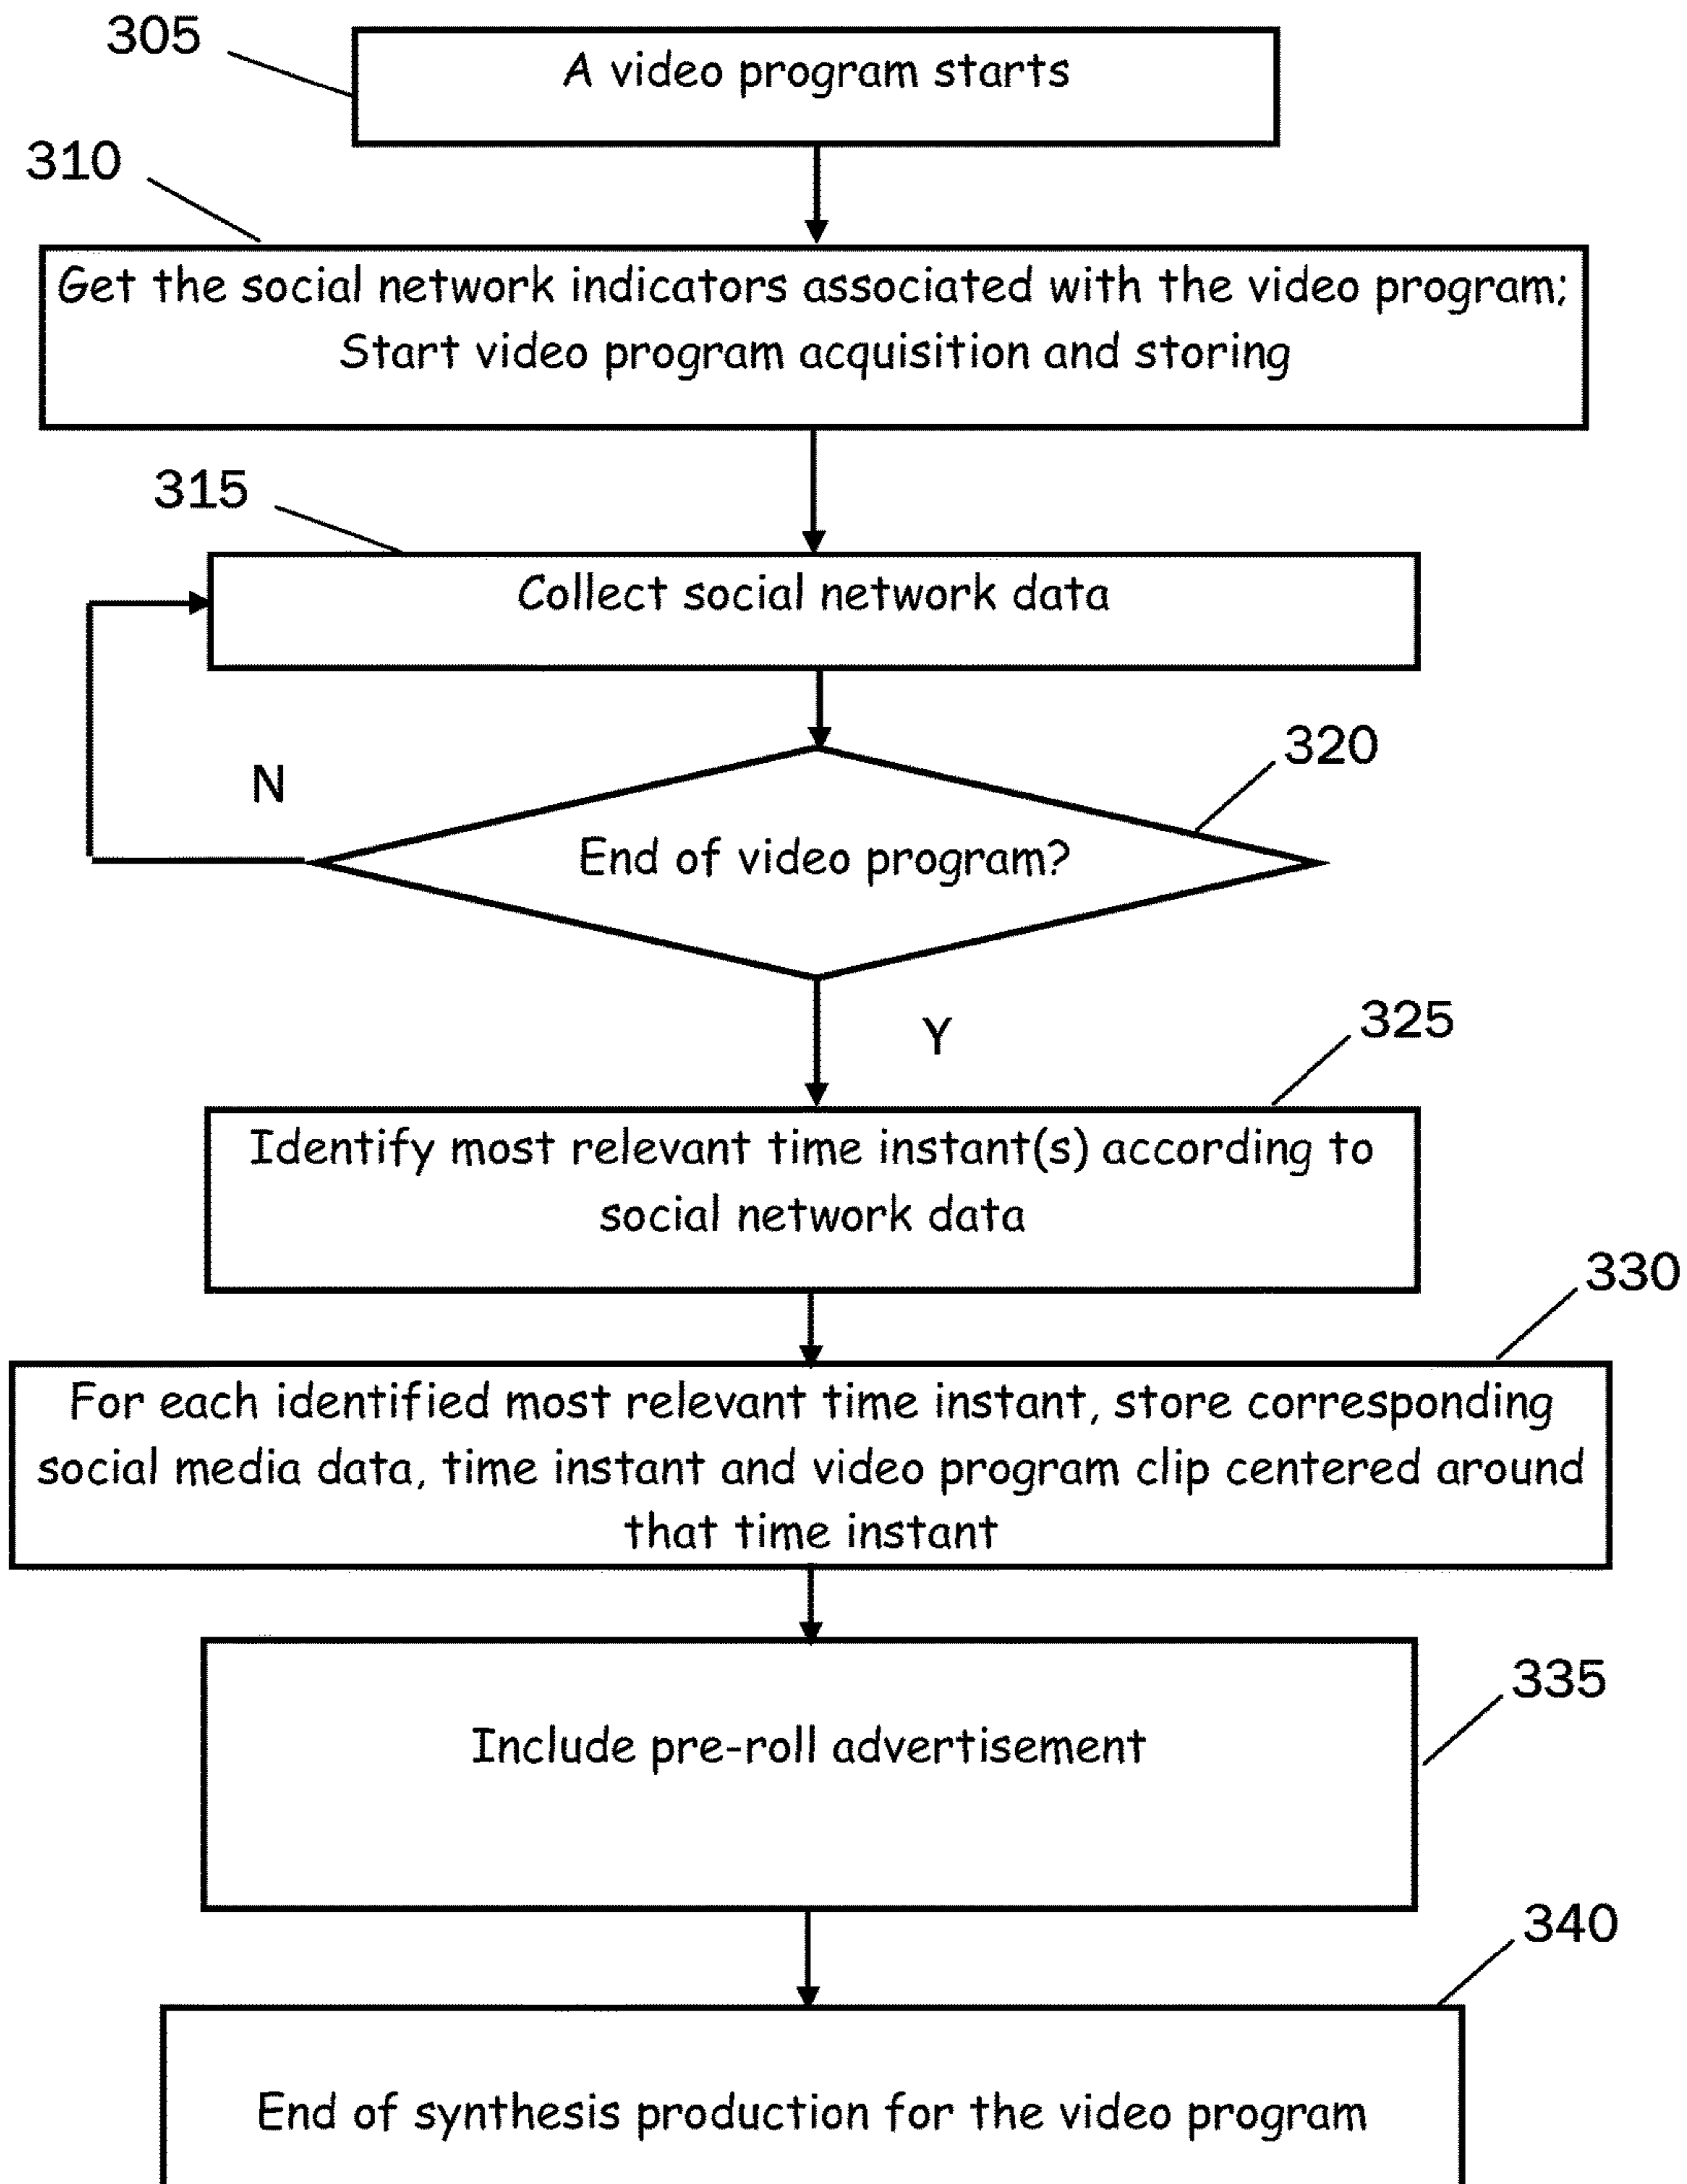 305
A video program starts
310
Get the social network indicators associated with the video program;
Start video program acquisition and storing
315
Collect social network data
320
N
End of video program?
Y
325
Identify most relevant time instant(s) according to
social network data
330
For each identified most relevant time instant, store corresponding
social media data, time instant and video program clip centered around
that time instant
335
Include pre-roll advertisement
340
End of synthesis production for the video program